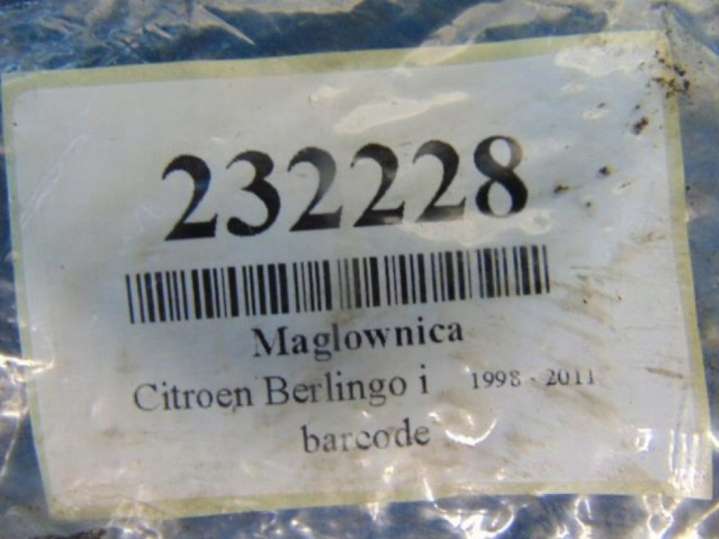 232228
Maglownica
Citroen Berlingo i 1998 - 2011
barcode